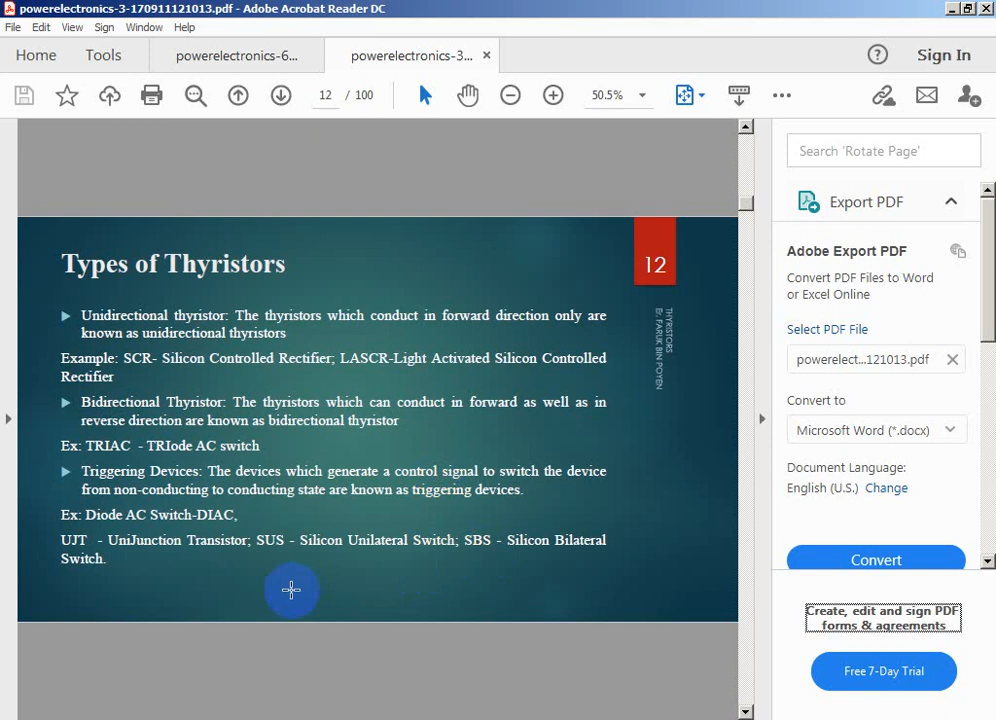 powerelectronics-3-170911121013.pdf - Adobe Acrobat Reader DC
File Edit View Sign Window Help
Home Tools powerelectronics-6... powerelectronics-3... ×
Sign In
12 / 100 50.5%
Search 'Rotate Page'
Export PDF
Adobe Export PDF
Convert PDF Files to Word
or Excel Online
Select PDF File
powerelect...121013.pdf
Convert to
Microsoft Word (*.docx)
Document Language:
English (U.S.) Change
Convert
Create, edit and sign PDF
forms & agreements
Free 7-Day Trial
Types of Thyristors
12
THYRISTORS
Er. FARUK BIN POYEN
Unidirectional thyristor: The thyristors which conduct in forward direction only are
known as unidirectional thyristors
Example: SCR- Silicon Controlled Rectifier; LASCR-Light Activated Silicon Controlled
Rectifier
Bidirectional Thyristor: The thyristors which can conduct in forward as well as in
reverse direction are known as bidirectional thyristor
Ex: TRIAC - TRIode AC switch
Triggering Devices: The devices which generate a control signal to switch the device
from non-conducting to conducting state are known as triggering devices.
Ex: Diode AC Switch-DIAC,
UJT - UniJunction Transistor; SUS - Silicon Unilateral Switch; SBS - Silicon Bilateral
Switch.